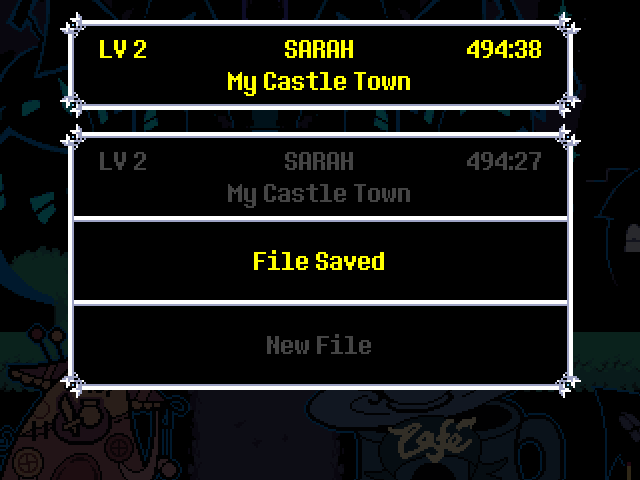 LV 2 SARAH 494:38
My Castle Town
LV 2 SARAH 494:27
My Castle Town
File Saved
New File
Café